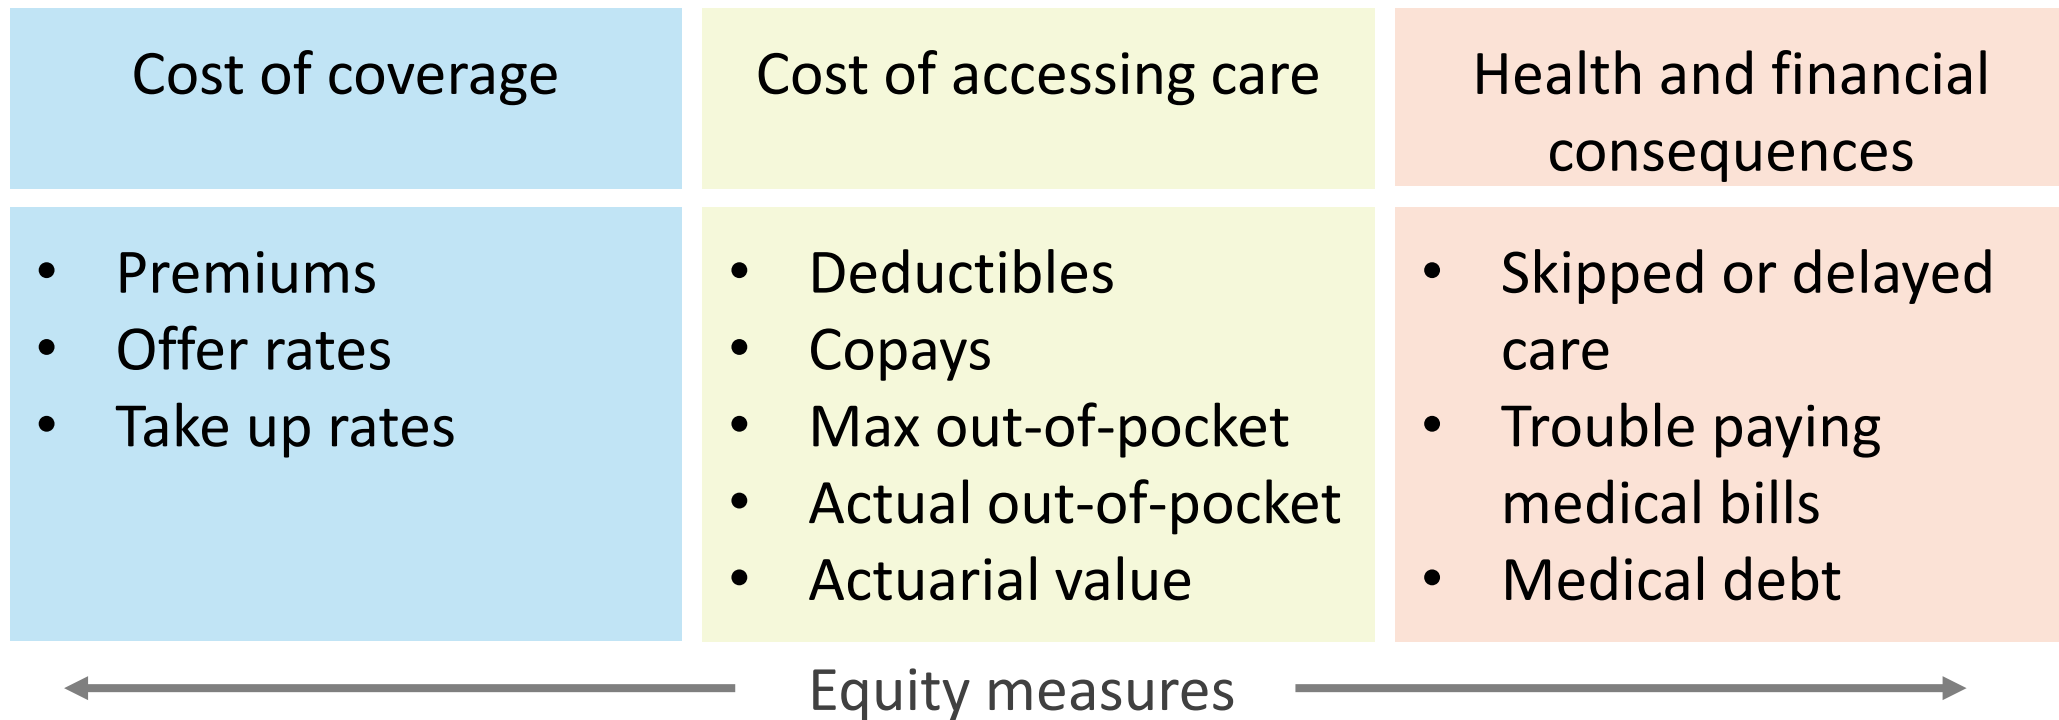 Cost of coverage
Cost of accessing care
Health and financial
consequences
• Premiums
• Offer rates
• Take up rates
• Deductibles
• Copays
• Max out-of-pocket
• Actual out-of-pocket
• Actuarial value
• Skipped or delayed
care
• Trouble paying
medical bills
• Medical debt
Equity measures